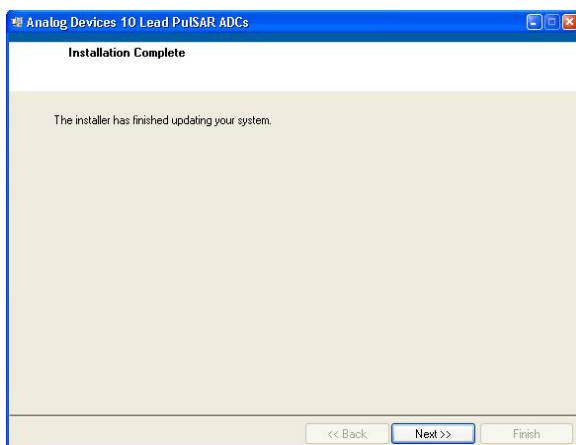 Analog Devices 10 Lead PulSAR ADCs
Installation Complete
The installer has finished updating your system.
<< Back
Next >>
Finish